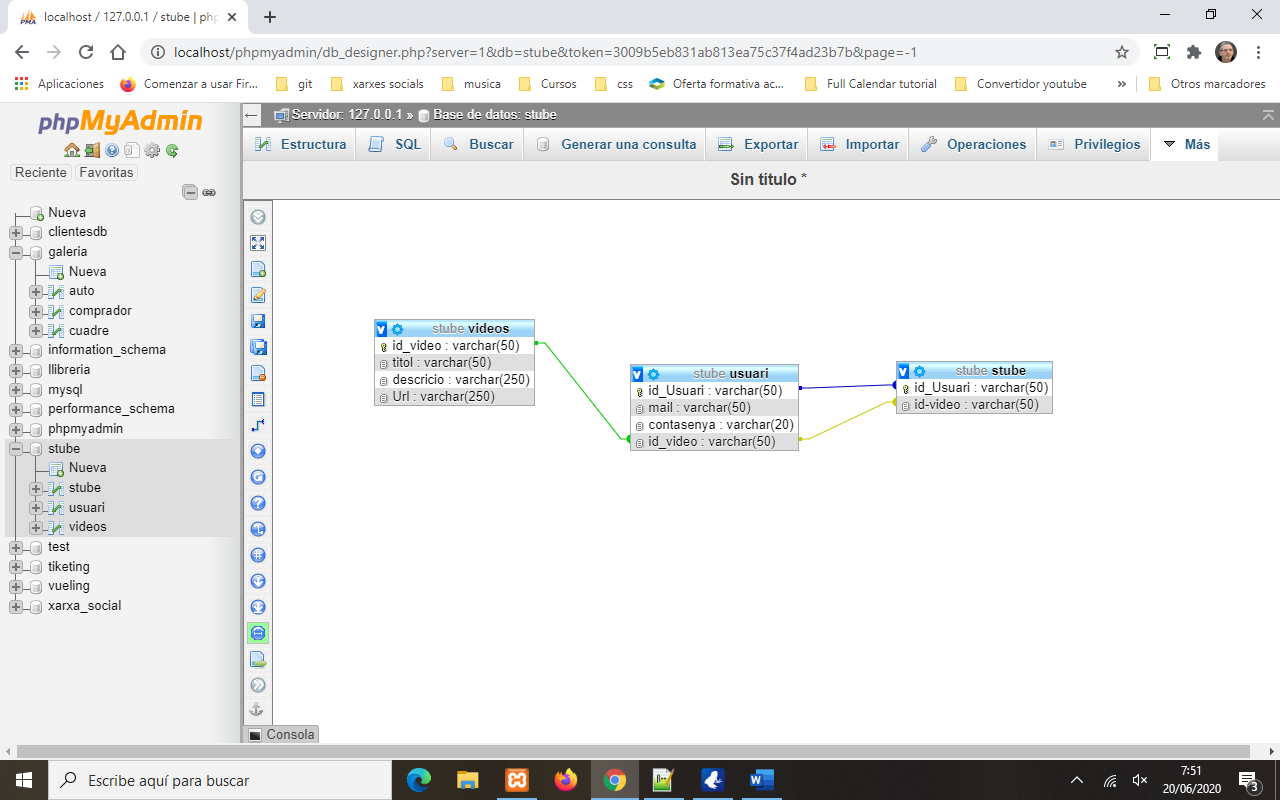 localhost / 127.0.0.1 / stube | php
localhost/phpmyadmin/db_designer.php?server=1&db=stube&token=3009b5eb831ab813ea75c37f4ad23b7b&page=-1
Aplicaciones Comenzar a usar Fir... git xarxes socials musica Cursos css Oferta formativa ac... Full Calendar tutorial Convertidor youtube » Otros marcadores
phpMyAdmin
Reciente Favoritas
Nueva
clientesdb
galeria
Nueva
auto
comprador
cuadre
information_schema
llibreria
mysql
performance_schema
phpmyadmin
stube
Nueva
stube
usuari
videos
test
tiketing
vueling
xarxa_social
Servidor: 127.0.0.1 » Base de datos: stube
Estructura SQL Buscar Generar una consulta Exportar Importar Operaciones Privilegios Más
Sin título *
stube videos
id_video : varchar(50)
titol : varchar(50)
descricio : varchar(250)
Url : varchar(250)
stube usuari
id_Usuari : varchar(50)
mail : varchar(50)
contasenya : varchar(20)
id_video : varchar(50)
stube stube
id_Usuari : varchar(50)
id-video : varchar(50)
Consola
Escribe aquí para buscar
7:51
20/06/2020
3